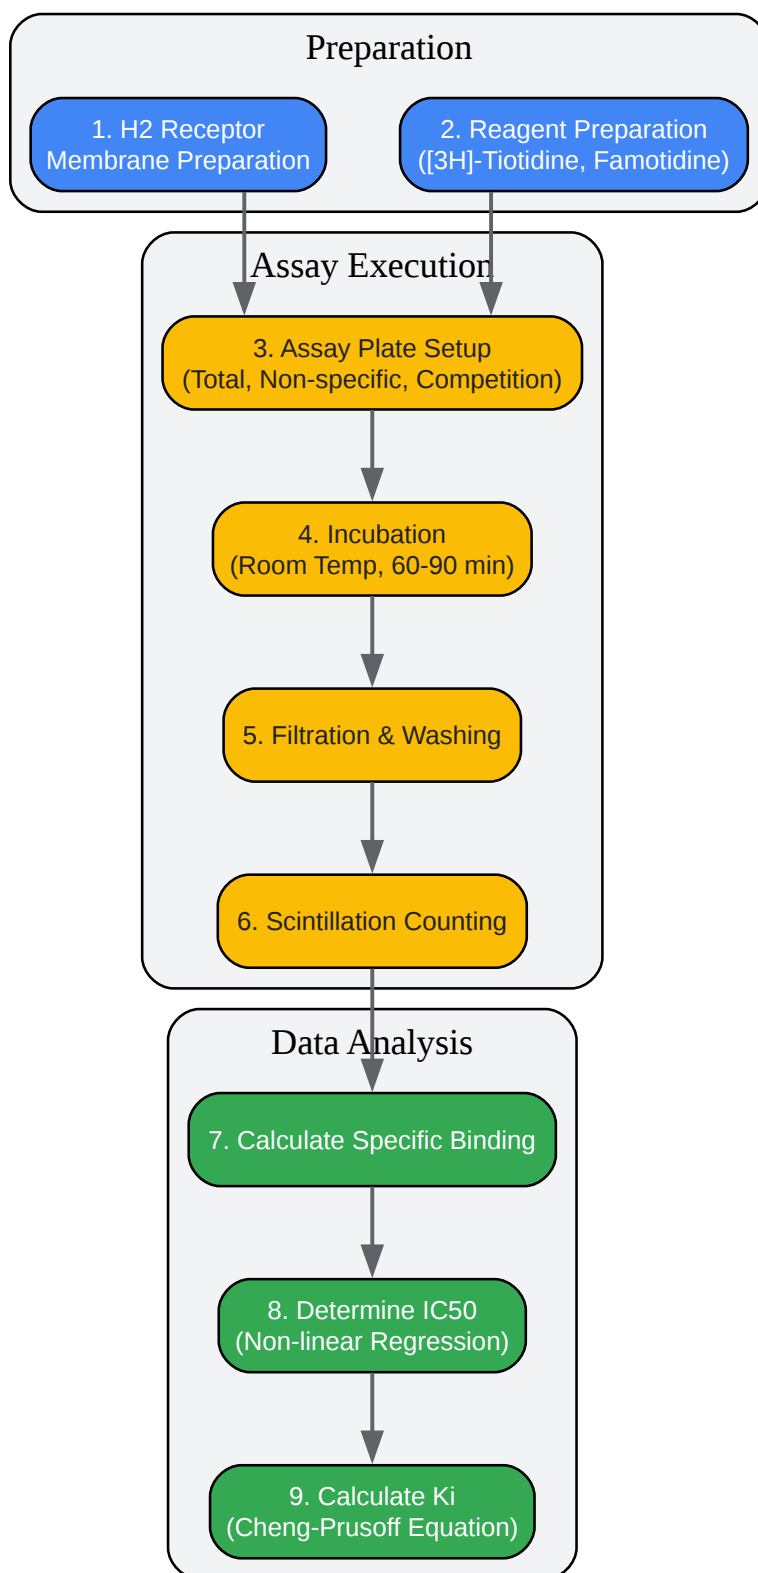 Preparation
1. H2 Receptor
Membrane Preparation
2. Reagent Preparation
([3H]-Tiotidine, Famotidine)
Assay Execution
3. Assay Plate Setup
(Total, Non-specific, Competition)
4. Incubation
(Room Temp, 60-90 min)
5. Filtration & Washing
6. Scintillation Counting
Data Analysis
7. Calculate Specific Binding
8. Determine IC50
(Non-linear Regression)
9. Calculate Ki
(Cheng-Prusoff Equation)